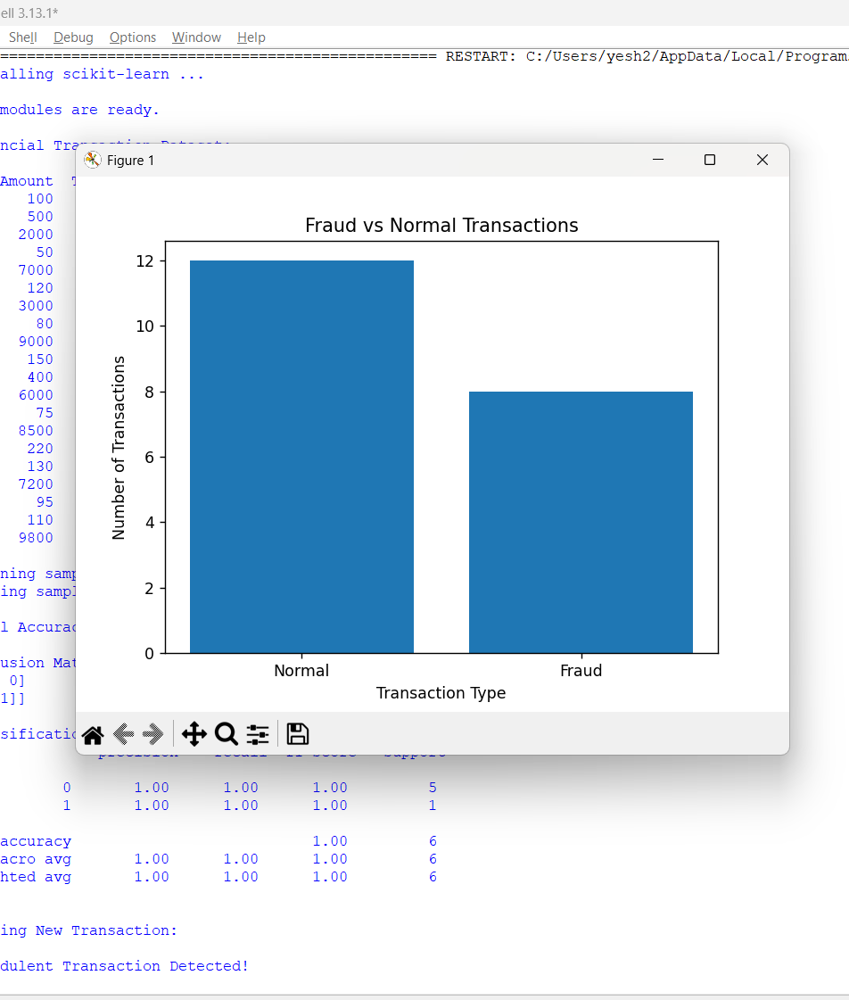 ell 3.13.1*
Shell Debug Options Window Help
================================================= RESTART: C:/Users/yesh2/AppData/Local/Program
alling scikit-learn ...
modules are ready.
ncial Transaction Dataset:
Amount
100
500
2000
50
7000
120
3000
80
9000
150
400
6000
75
8500
220
130
7200
95
110
9800
ning samp
ing sampl
l Accurac
usion Mat
0]
1]]
sificatio
Figure 1
Fraud vs Normal Transactions
12
10
8
6
4
2
0
Number of Transactions
Normal Fraud
Transaction Type
precision recall f1-score support
0 1.00 1.00 1.00 5
1 1.00 1.00 1.00 1
accuracy 1.00 6
acro avg 1.00 1.00 1.00 6
hted avg 1.00 1.00 1.00 6
ing New Transaction:
dulent Transaction Detected!